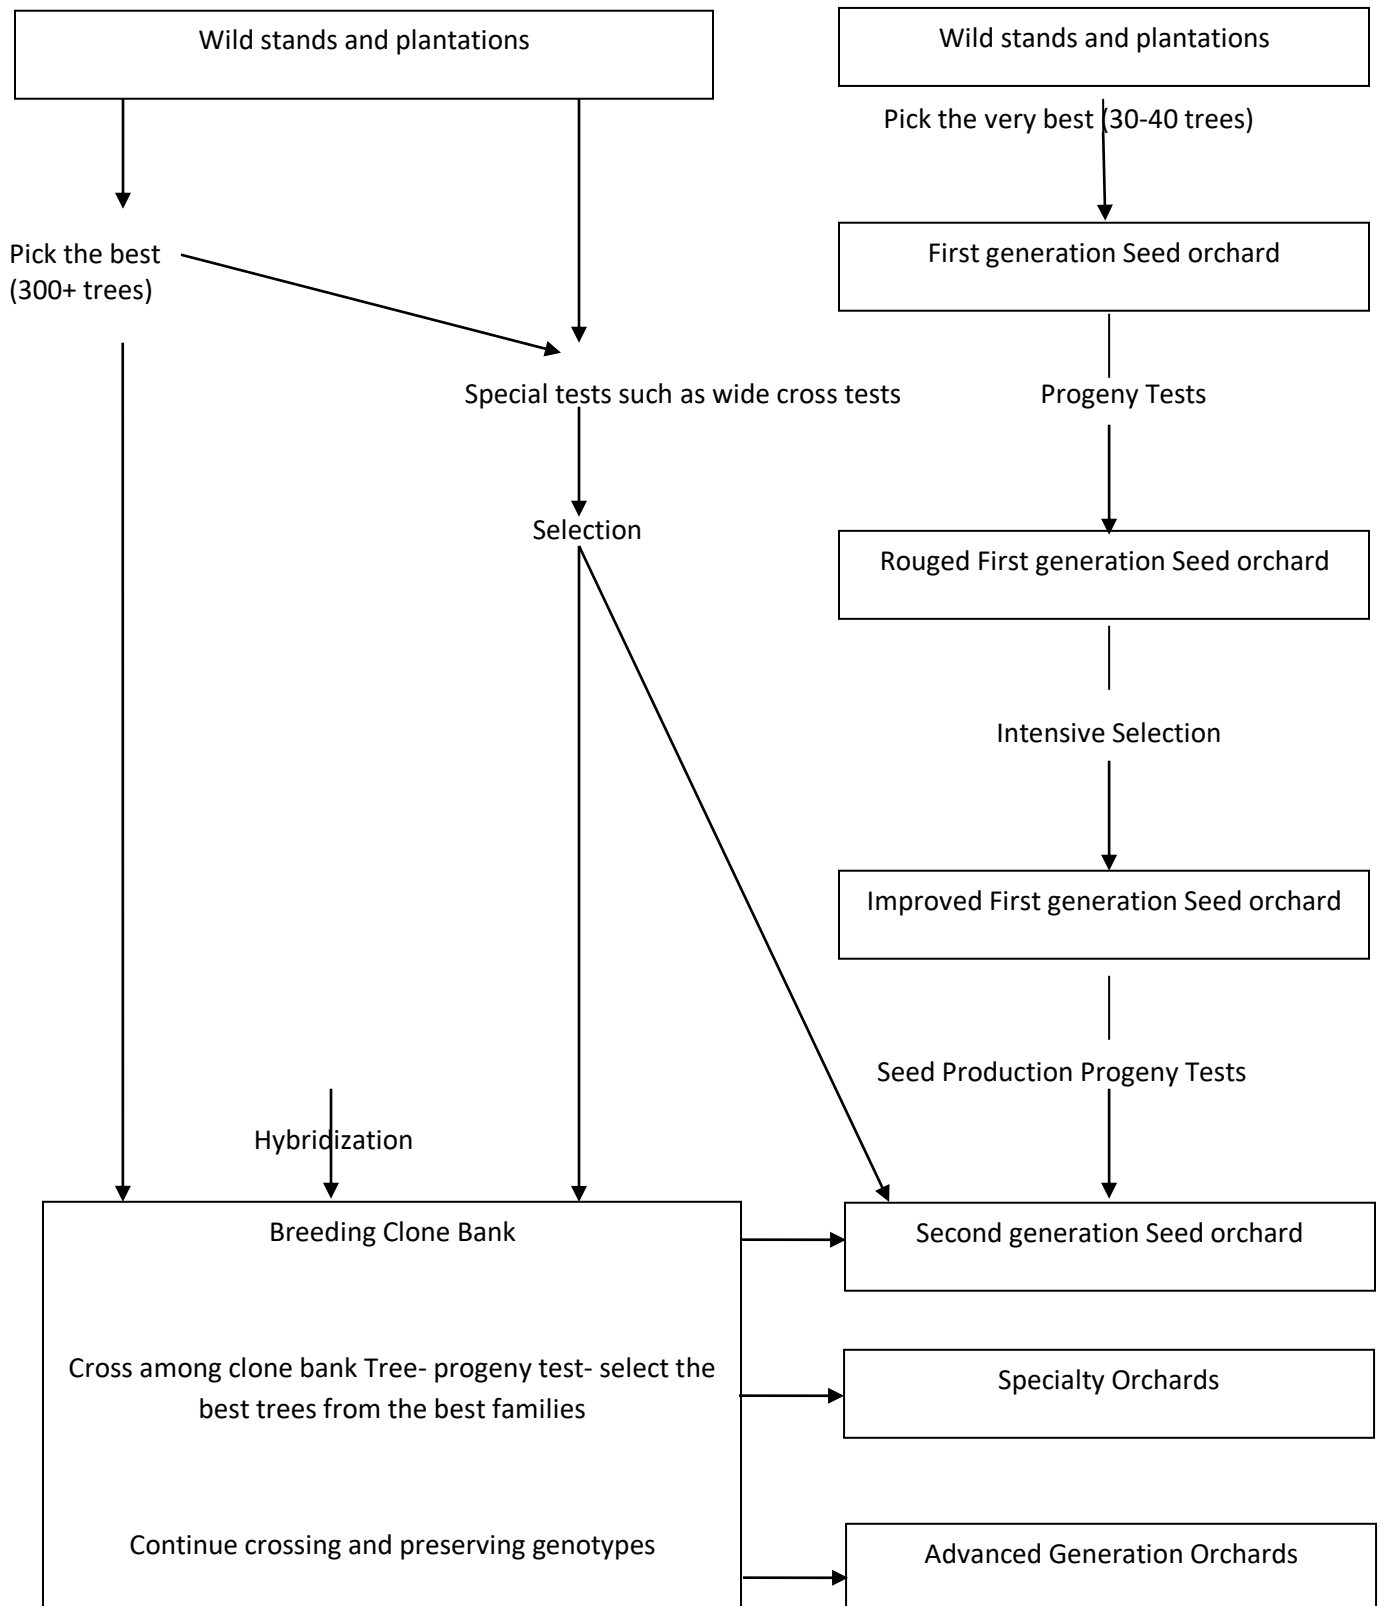 Wild stands and plantations
Wild stands and plantations
Pick the very best (30-40 trees)
First generation Seed orchard
Pick the best
(300+ trees)
Special tests such as wide cross tests
Progeny Tests
Selection
Rouged First generation Seed orchard
Intensive Selection
Improved First generation Seed orchard
Seed Production Progeny Tests
Hybridization
Breeding Clone Bank
Second generation Seed orchard
Cross among clone bank Tree- progeny test- select the
best trees from the best families
Specialty Orchards
Continue crossing and preserving genotypes
Advanced Generation Orchards